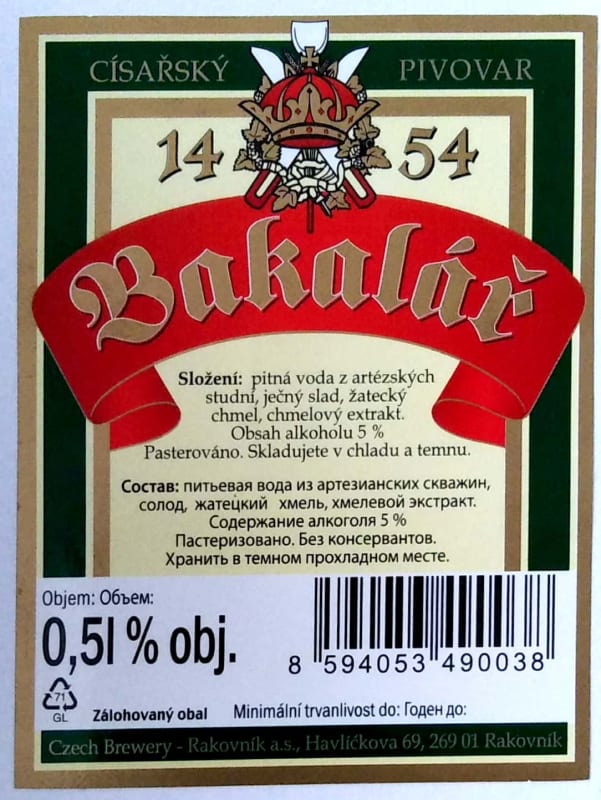 CÍSAŘSKÝ PIVOVAR
14 54
Bakalář
Složení: pitná voda z artézských
studní, ječný slad, žatecký
chmel, chmelový extrakt.
Obsah alkoholu 5 %
Pasterováno. Skladujete v chladu a temnu.
Состав: питьевая вода из артезианских скважин,
солод, жатецкий хмель, хмелевой экстракт.
Содержание алкоголя 5 %
Пастеризовано. Без консервантов.
Хранить в темном прохладном месте.
Objem: Объем:
0,5l % obj.
8 594053 490038
71
GL
Zálohovaný obal Minimální trvanlivost do: Годен до:
Czech Brewery - Rakovník a.s., Havlíčkova 69, 269 01 Rakovník